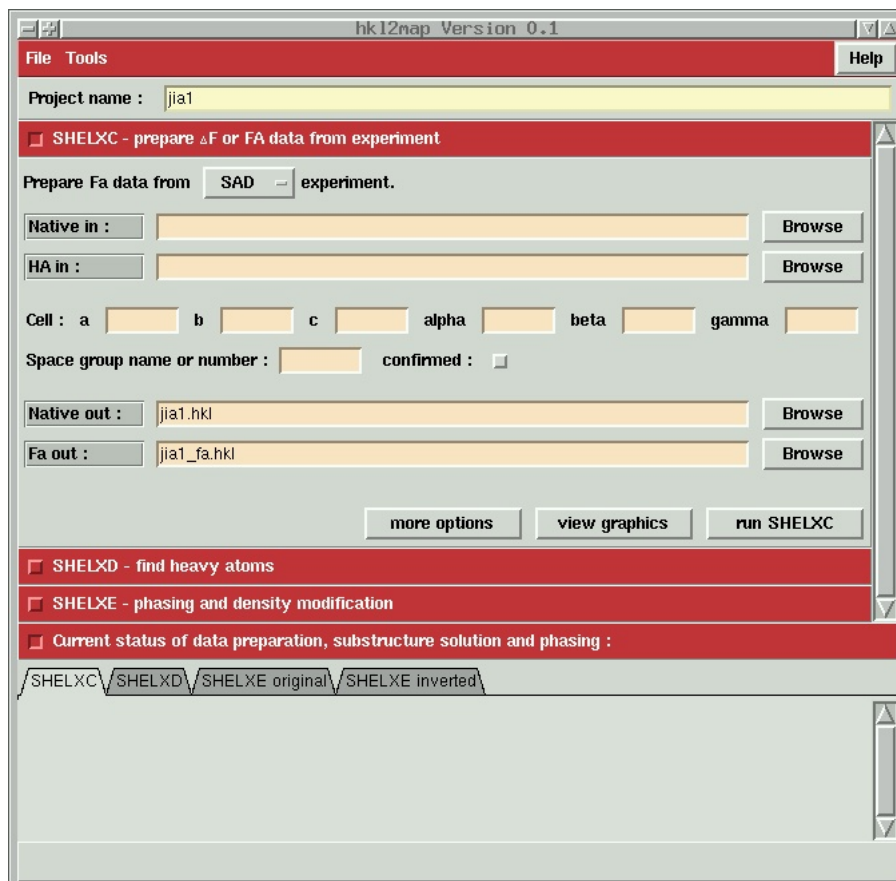 hkl2map Version 0.1
File Tools Help
Project name : jia1
SHELXC - prepare ΔF or FA data from experiment
Prepare Fa data from SAD experiment.
Native in : Browse
HA in : Browse
Cell : a b c alpha beta gamma
Space group name or number : confirmed :
Native out : jia1.hkl Browse
Fa out : jia1_fa.hkl Browse
more options view graphics run SHELXC
SHELXD - find heavy atoms
SHELXE - phasing and density modification
Current status of data preparation, substructure solution and phasing :
SHELXC SHELXD SHELXE original SHELXE inverted